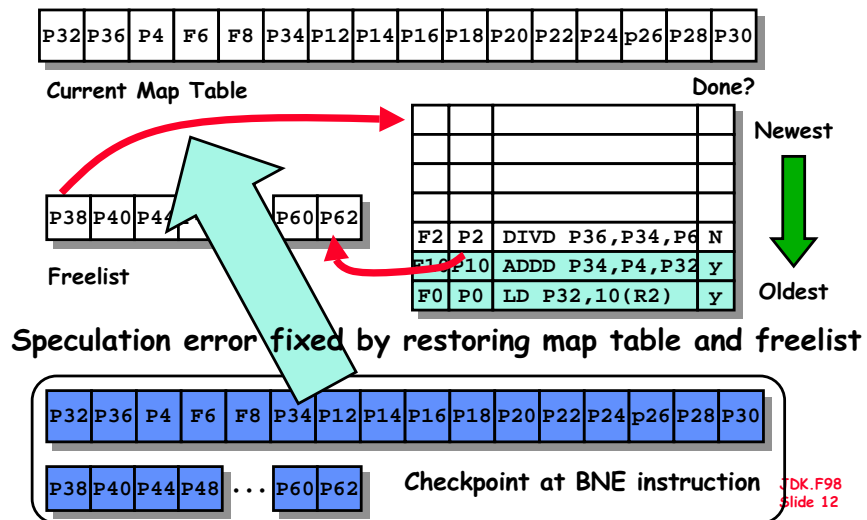 P32 P36 P4 F6 F8 P34 P12 P14 P16 P18 P20 P22 P24 p26 P28 P30
Current Map Table
Done?
Newest
P38 P40 P44 P60 P62
Freelist
F2 P2 DIVD P36,P34,P6 N
F10 P10 ADDD P34,P4,P32 y
F0 P0 LD P32,10(R2) y
Oldest
Speculation error fixed by restoring map table and freelist
P32 P36 P4 F6 F8 P34 P12 P14 P16 P18 P20 P22 P24 p26 P28 P30
P38 P40 P44 P48 ... P60 P62
Checkpoint at BNE instruction
JDK.F98
Slide 12